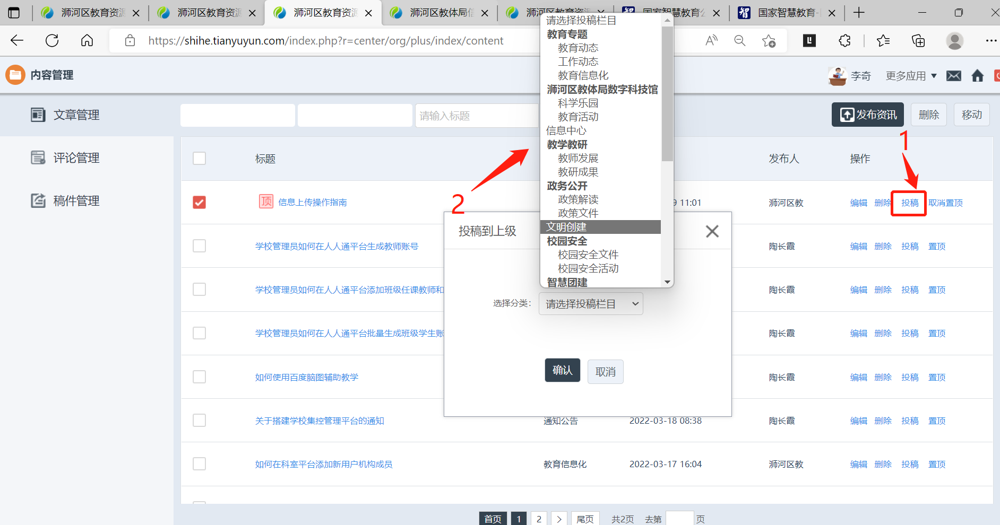 浉河区教育资源
浉河区教育资源
浉河区教育资源
浉河区教体局信
浉河区教育资源
国家智慧教育公
国家智慧教育-
https://shihe.tianyuyun.com/index.php?r=center/org/plus/index/content
内容管理
李奇
更多应用
文章管理
评论管理
稿件管理
请输入标题
发布资讯
删除
移动
1
2
请选择投稿栏目
教育专题
教育动态
工作动态
教育信息化
浉河区教体局数字科技馆
科学乐园
教育活动
信息中心
教学教研
教师发展
教研成果
政务公开
政策解读
政策文件
文明创建
校园安全
校园安全文件
校园安全活动
智慧团建
投稿到上级
选择分类：
请选择投稿栏目
确认
取消
标题
发布人
操作
顶 信息上传操作指南
9 11:01
浉河区教
编辑 删除 投稿 取消置顶
学校管理员如何在人人通平台生成教师账号
陶长霞
编辑 删除 投稿 置顶
学校管理员如何在人人通平台添加班级任课教师和
陶长霞
编辑 删除 投稿 置顶
学校管理员如何在人人通平台批量生成班级学生账
陶长霞
编辑 删除 投稿 置顶
如何使用百度脑图辅助教学
陶长霞
编辑 删除 投稿 置顶
关于搭建学校集控管理平台的通知
通知公告
2022-03-18 08:38
陶长霞
编辑 删除 投稿 置顶
如何在科室平台添加新用户机构成员
教育信息化
2022-03-17 16:04
浉河区教
编辑 删除 投稿 置顶
首页 1 2 > 尾页 共2页 去第 页